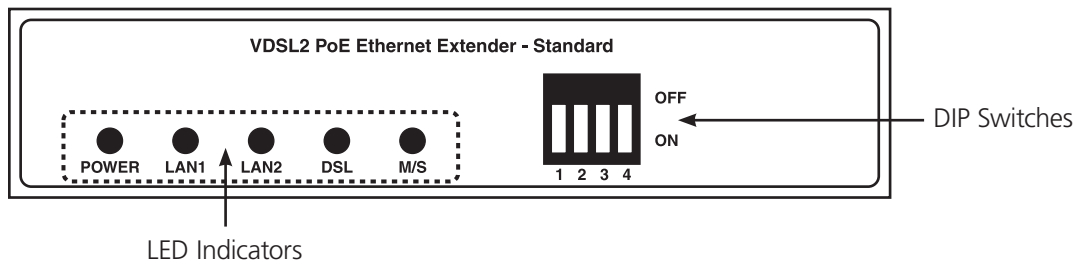 VDSL2 PoE Ethernet Extender - Standard
OFF
ON
DIP Switches
POWER LAN1 LAN2 DSL M/S
1 2 3 4
LED Indicators